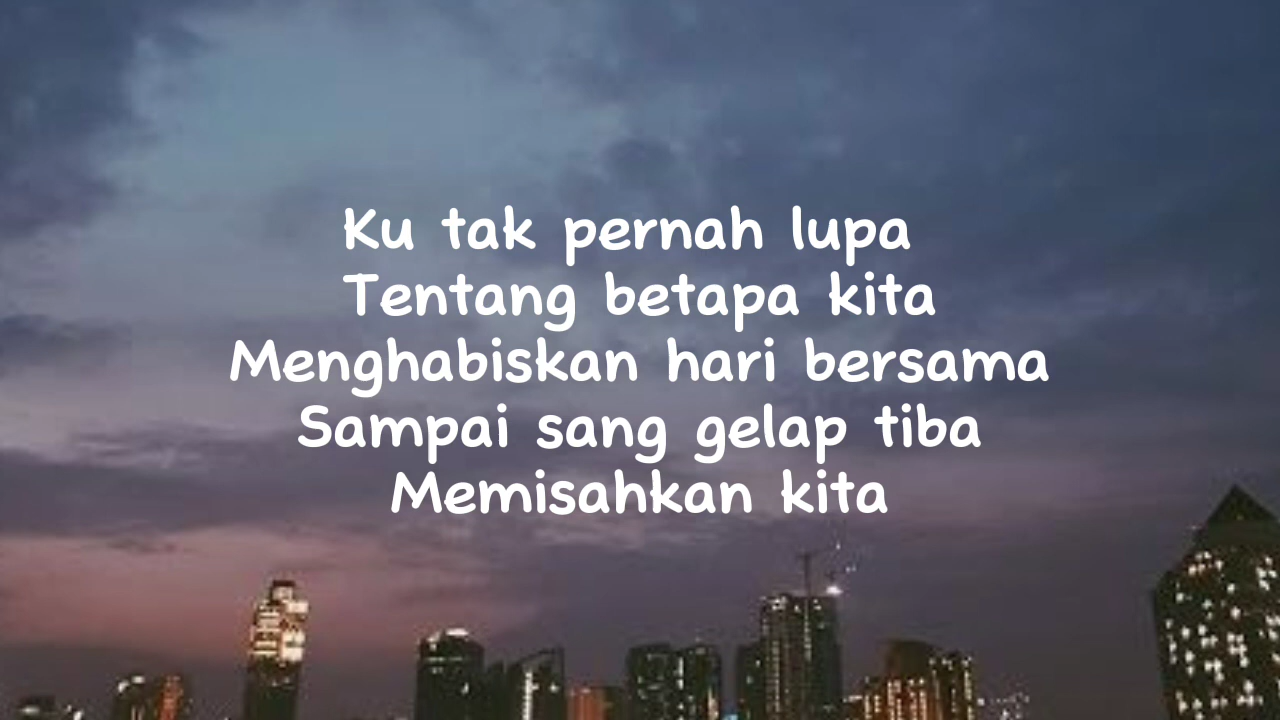 Ku tak pernah lupa
Tentang betapa kita
Menghabiskan hari bersama
Sampai sang gelap tiba
Memisahkan kita